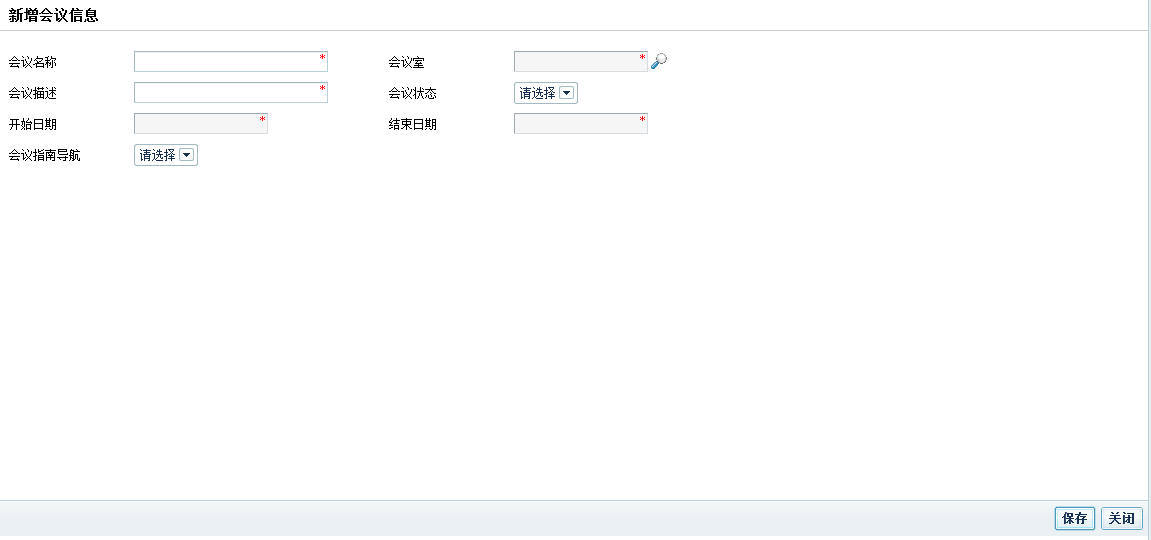 新增会议信息
会议名称 * 会议室 *
会议描述 * 会议状态 请选择
开始日期 * 结束日期 *
会议指南导航 请选择
保存 关闭